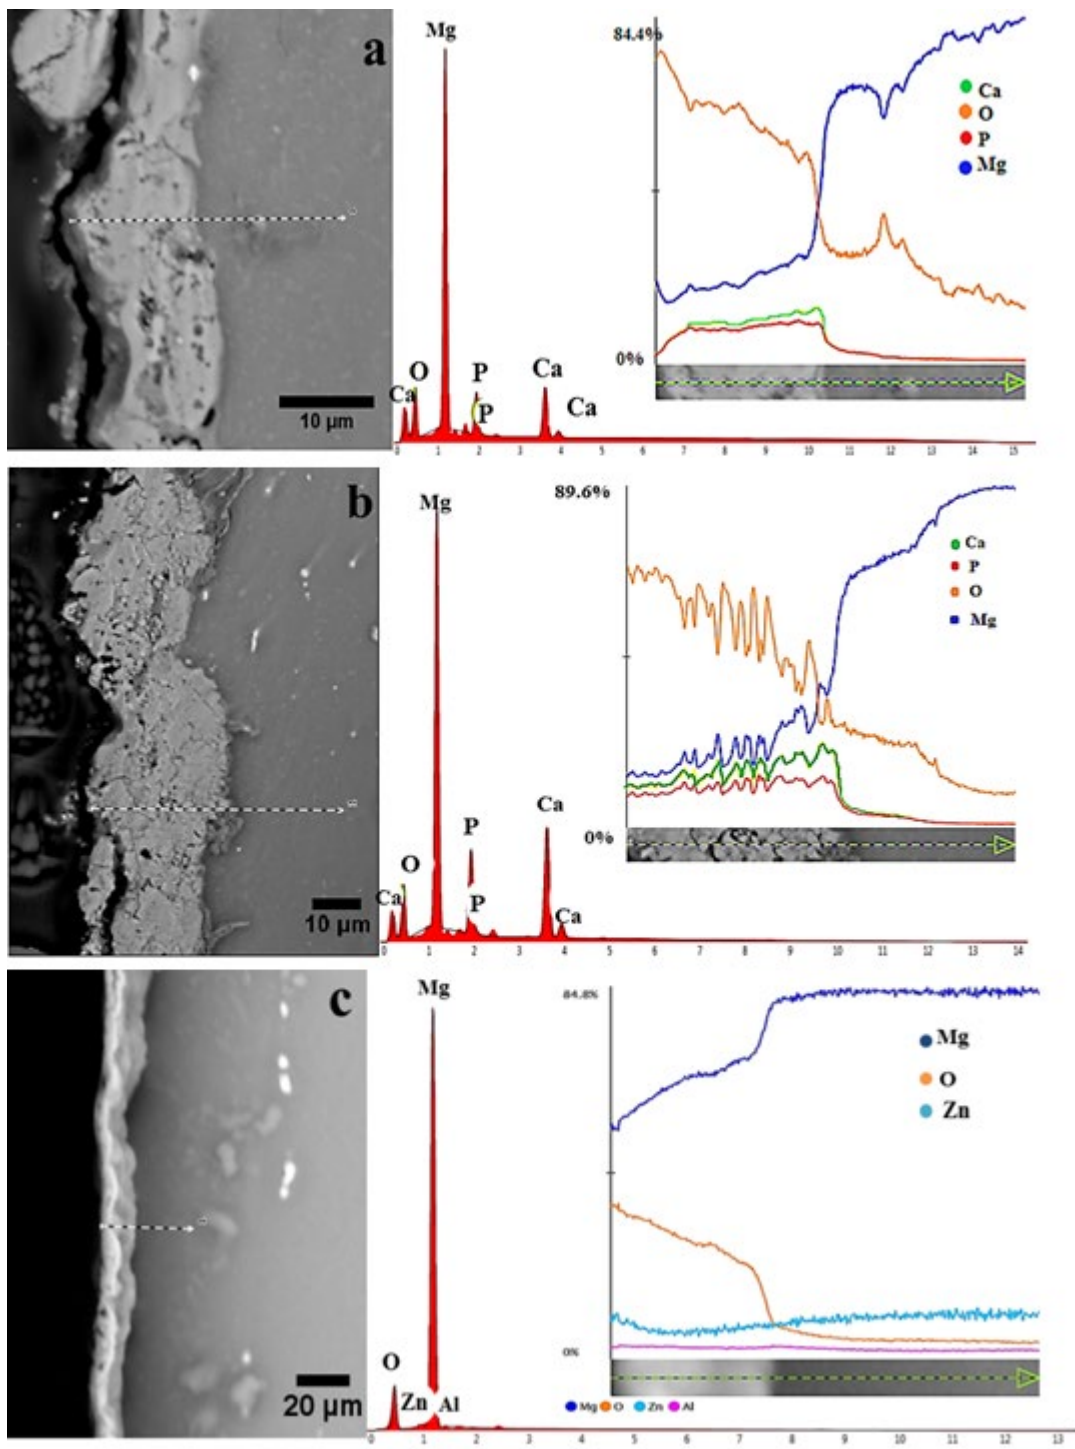 a
10 µm
Mg
Ca
O
P
P
Ca
Ca
0 1 2 3 4 5 6 7 8 9 10 11 12 13 14 15
84.4%
0%
Ca
O
P
Mg
b
10 µm
Mg
Ca
O
P
P
Ca
Ca
0 1 2 3 4 5 6 7 8 9 10 11 12 13 14
89.6%
0%
Ca
P
O
Mg
c
20 µm
Mg
O
Zn
Al
0 1 2 3 4 5 6 7 8 9 10 11 12 13
84.8%
0%
Mg
O
Zn
Mg O Zn Al